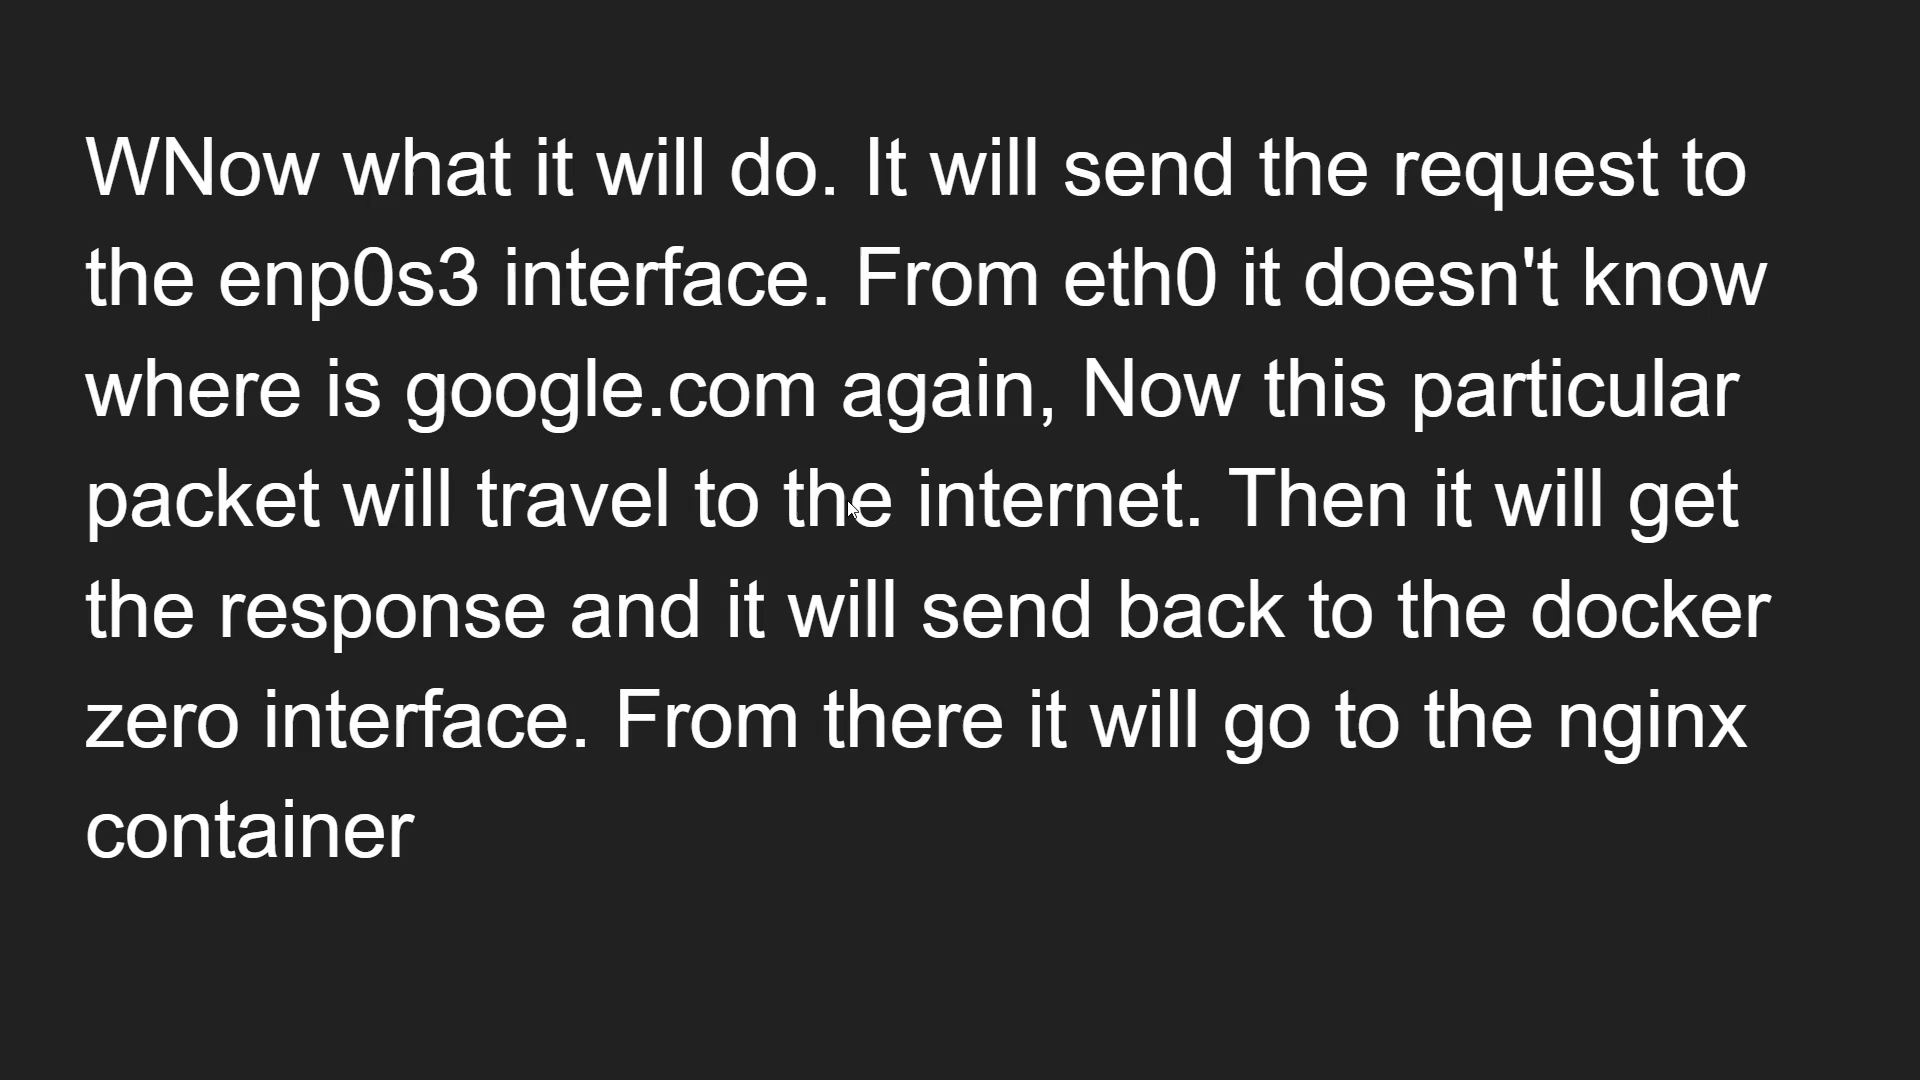 WNow what it will do. It will send the request to
the enp0s3 interface. From eth0 it doesn't know
where is google.com again, Now this particular
packet will travel to the internet. Then it will get
the response and it will send back to the docker
zero interface. From there it will go to the nginx
container